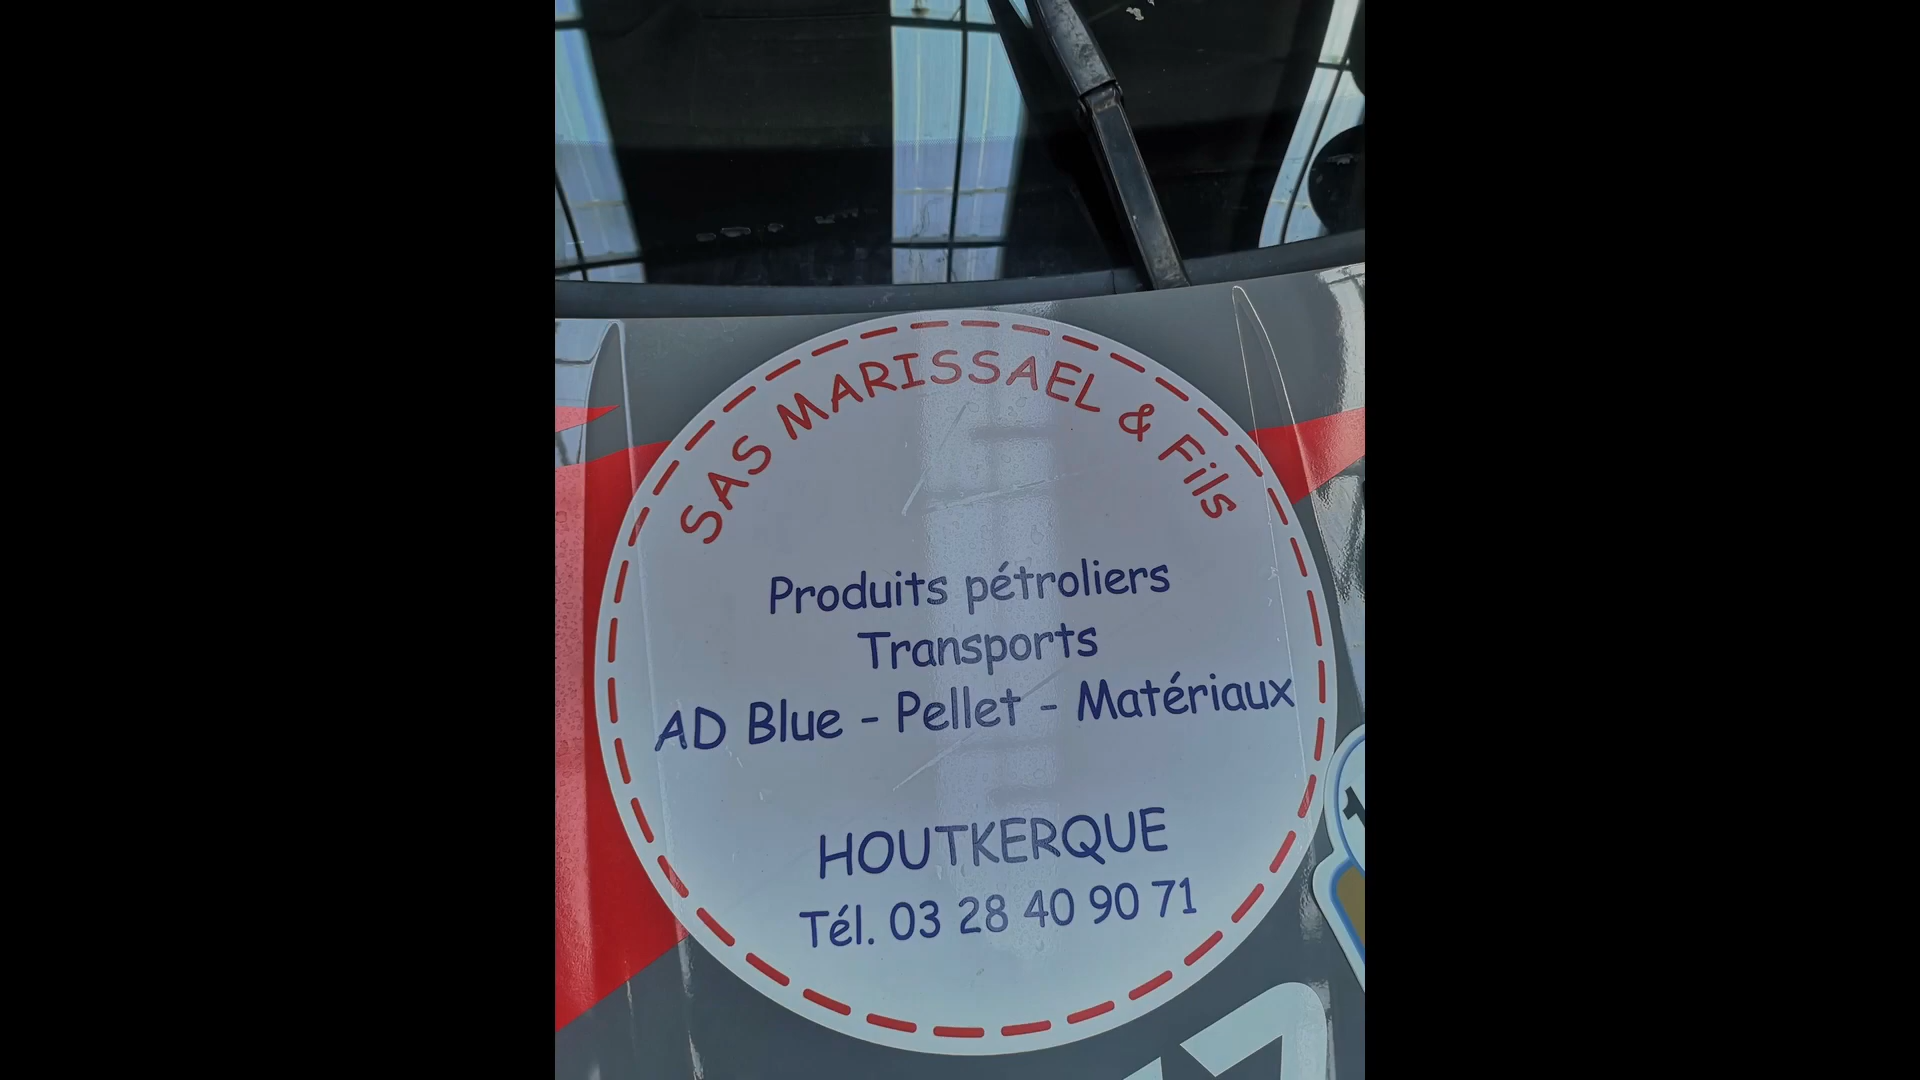 SAS MARISSAEL & Fils
Produits pétroliers
Transports
AD Blue - Pellet - Matériaux
HOUTKERQUE
Tél. 03 28 40 90 71